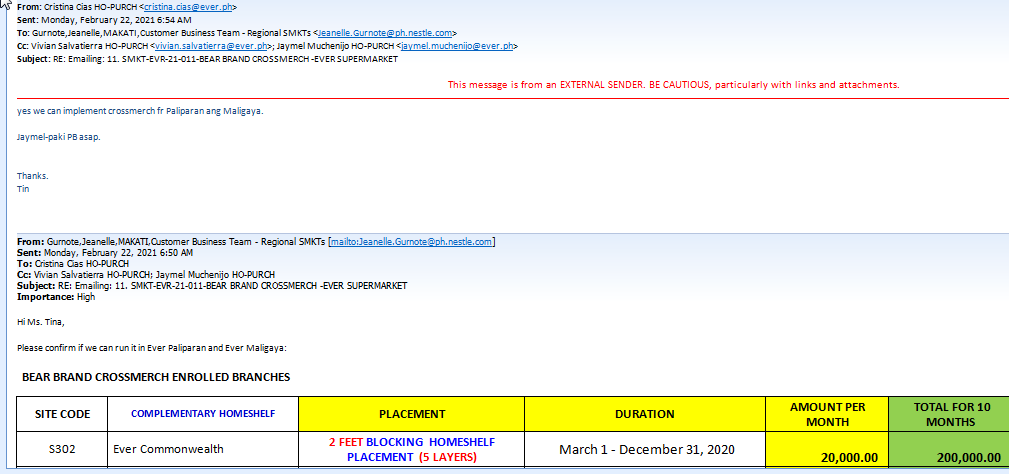 From: Cristina Cias HO-PURCH <cristina.cias@ever.ph>
Sent: Monday, February 22, 2021 6:54 AM
To: Gurnote,Jeanelle,MAKATI,Customer Business Team - Regional SMKTs <Jeanelle.Gurnote@ph.nestle.com>
Cc: Vivian Salvatierra HO-PURCH <vivian.salvatierra@ever.ph>; Jaymel Muchenijo HO-PURCH <jaymel.muchenijo@ever.ph>
Subject: RE: Emailing: 11. SMKT-EVR-21-011-BEAR BRAND CROSSMERCH -EVER SUPERMARKET
This message is from an EXTERNAL SENDER. BE CAUTIOUS, particularly with links and attachments.
yes we can implement crossmerch fr Paliparan ang Maligaya.
Jaymel-paki PB asap.
Thanks.
Tin
From: Gurnote,Jeanelle,MAKATI,Customer Business Team - Regional SMKTs [mailto:Jeanelle.Gurnote@ph.nestle.com]
Sent: Monday, February 22, 2021 6:50 AM
To: Cristina Cias HO-PURCH
Cc: Vivian Salvatierra HO-PURCH; Jaymel Muchenijo HO-PURCH
Subject: RE: Emailing: 11. SMKT-EVR-21-011-BEAR BRAND CROSSMERCH -EVER SUPERMARKET
Importance: High
Hi Ms. Tina,
Please confirm if we can run it in Ever Paliparan and Ever Maligaya:
BEAR BRAND CROSSMERCH ENROLLED BRANCHES
SITE CODE COMPLEMENTARY HOMESHELF PLACEMENT DURATION AMOUNT PER MONTH TOTAL FOR 10 MONTHS
S302 Ever Commonwealth 2 FEET BLOCKING HOMESHELF PLACEMENT (5 LAYERS) March 1 - December 31, 2020 20,000.00 200,000.00